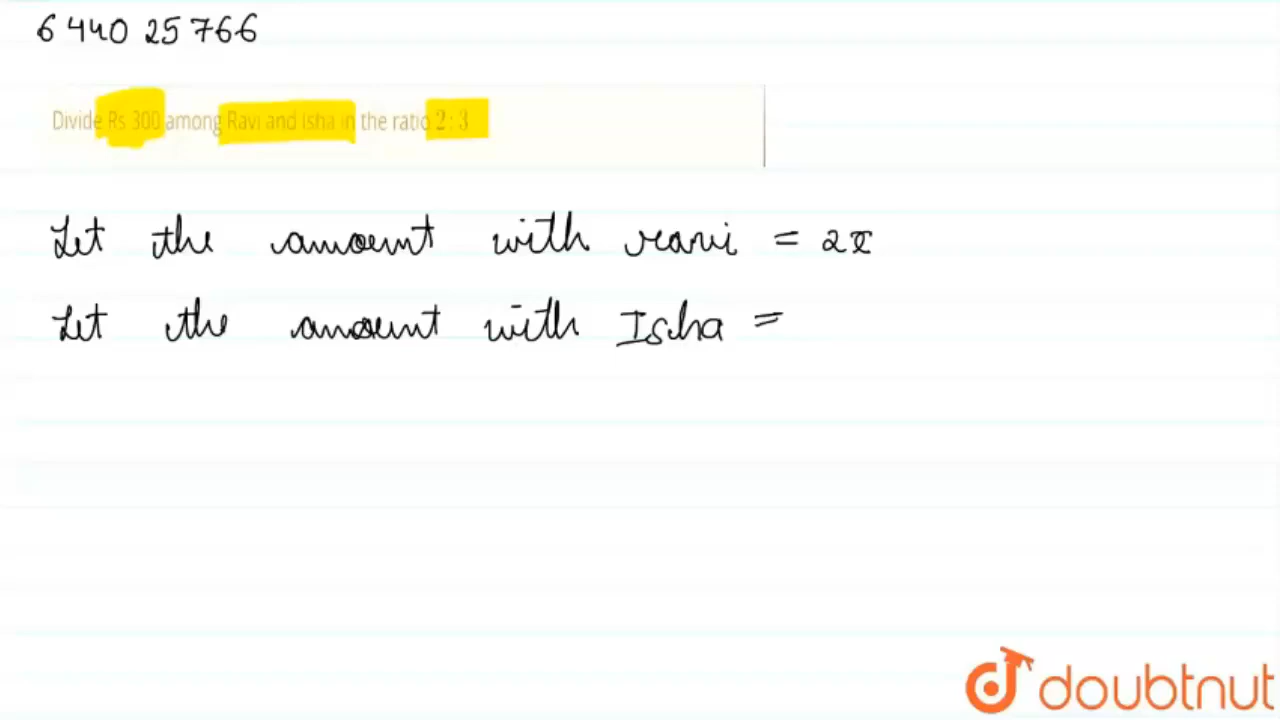 6 440 25 766
Divide Rs 300 among Ravi and Isha in the ratio 2 : 3
Let the amount with ravi = 2x
Let the amount with Isha =
doubtnut